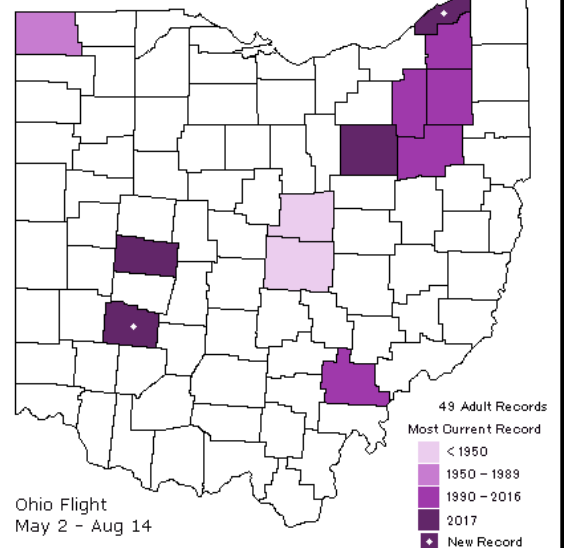 49 Adult Records
Most Current Record
< 1950
1950 - 1989
1990 - 2016
2017
New Record
Ohio Flight
May 2 - Aug 14